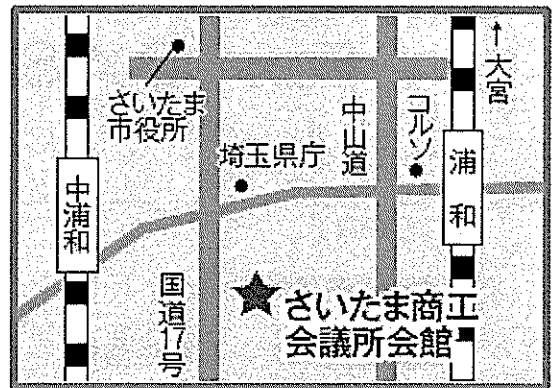 ↑大宮
さいたま
市役所
中山道
コルソ
埼玉県庁
浦和
中浦和
国道17号
さいたま商工
会議所会館